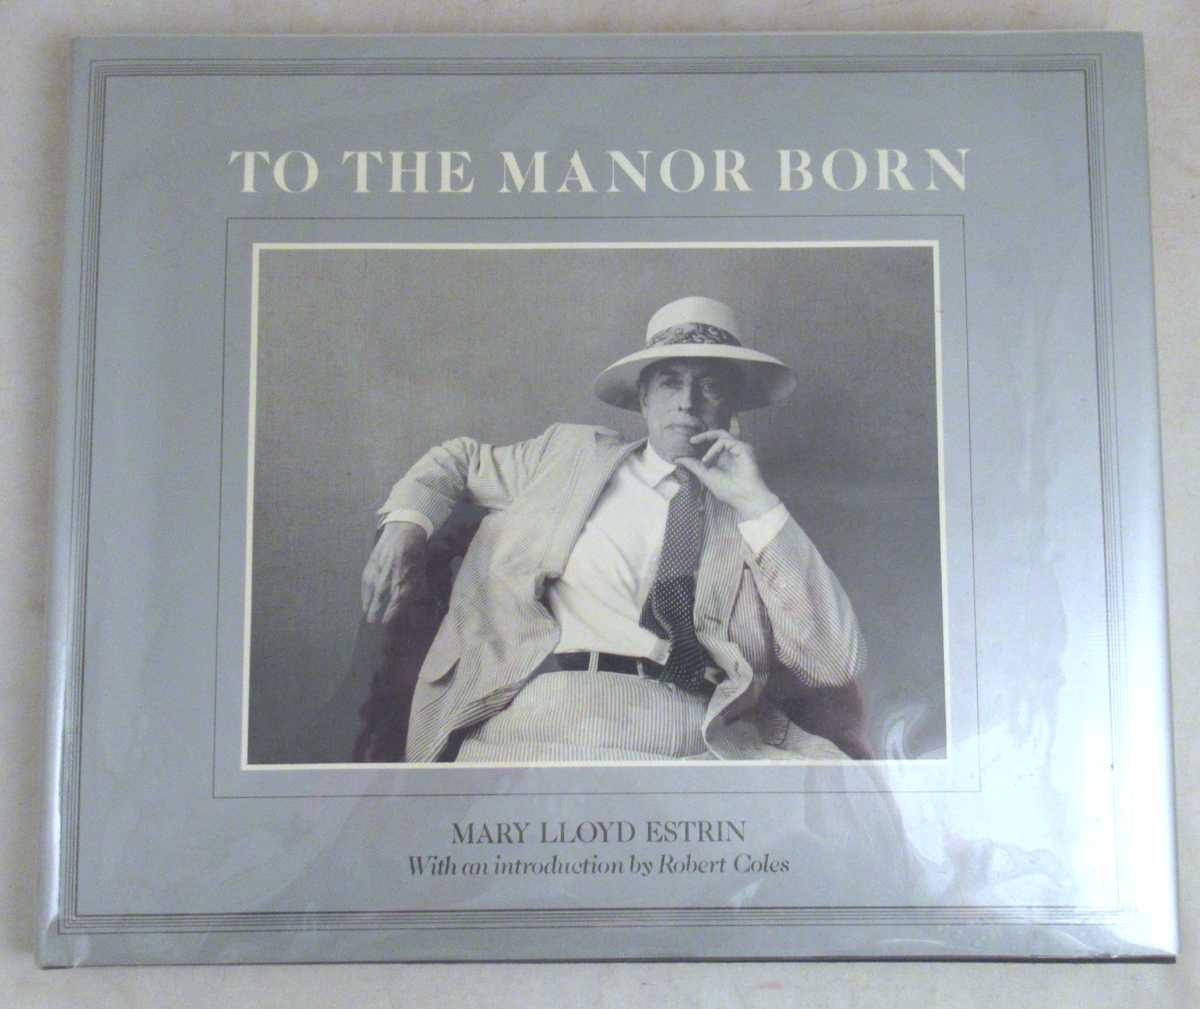 TO THE MANOR BORN
MARY LLOYD ESTRIN
With an introduction by Robert Coles